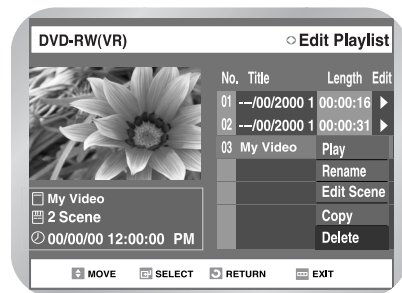 DVD-RW(VR) Edit Playlist
No. Title Length Edit
01 --/00/2000 1 00:00:16
02 --/00/2000 1 00:00:31
03 My Video Play
Rename
Edit Scene
Copy
Delete
My Video
2 Scene
00/00/00 12:00:00 PM
MOVE SELECT RETURN EXIT